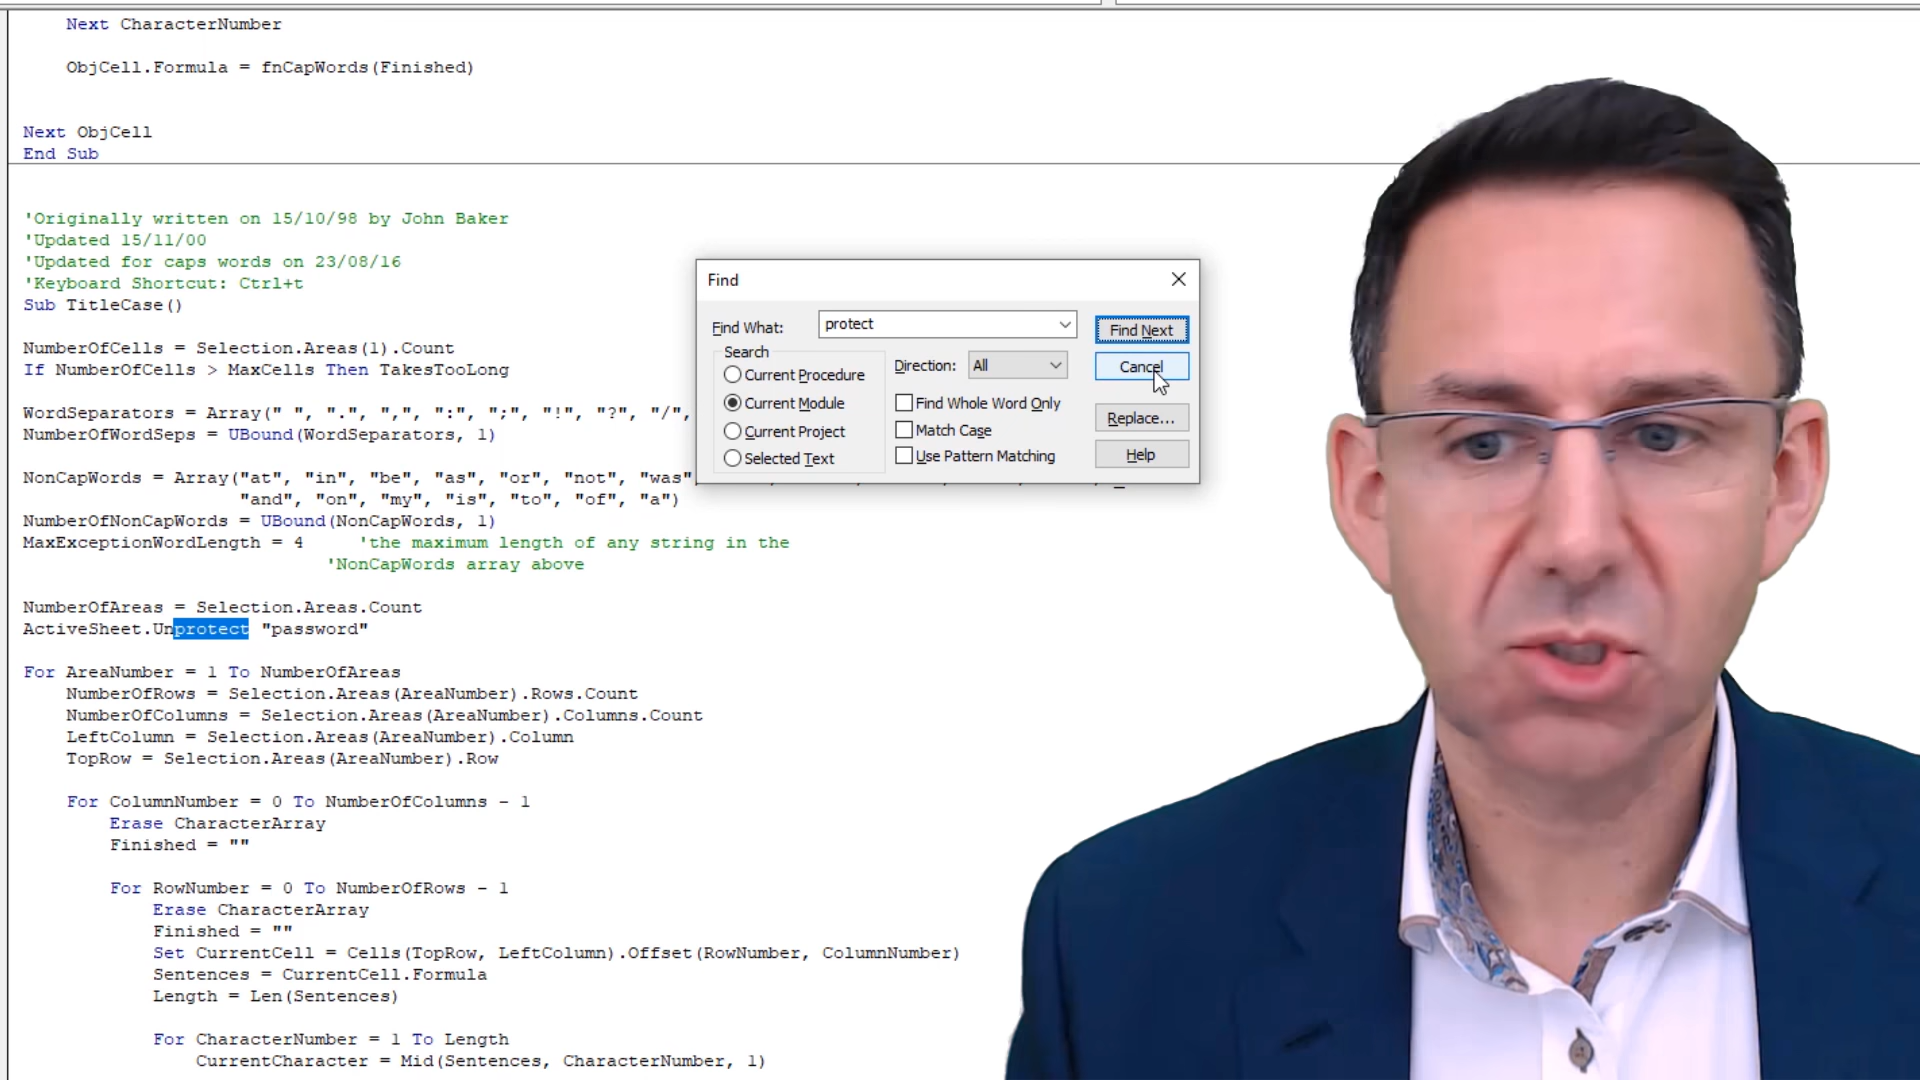 Next CharacterNumber
ObjCell.Formula = fnCapWords(Finished)
Next ObjCell
End Sub
'Originally written on 15/10/98 by John Baker
'Updated 15/11/00
'Updated for caps words on 23/08/16
'Keyboard Shortcut: Ctrl+t
Sub TitleCase()
NumberOfCells = Selection.Areas(1).Count
If NumberOfCells > MaxCells Then TakesTooLong
WordSeparators = Array(" ", ".", ",", ":", ";", "!", "?", "/",
NumberOfWordSeps = UBound(WordSeparators, 1)
NonCapWords = Array("at", "in", "be", "as", "or", "not", "was"
"and", "on", "my", "is", "to", "of", "a")
NumberOfNonCapWords = UBound(NonCapWords, 1)
MaxExceptionWordLength = 4 'the maximum length of any string in the
'NonCapWords array above
NumberOfAreas = Selection.Areas.Count
ActiveSheet.Unprotect "password"
For AreaNumber = 1 To NumberOfAreas
NumberOfRows = Selection.Areas(AreaNumber).Rows.Count
NumberOfColumns = Selection.Areas(AreaNumber).Columns.Count
LeftColumn = Selection.Areas(AreaNumber).Column
TopRow = Selection.Areas(AreaNumber).Row
For ColumnNumber = 0 To NumberOfColumns - 1
Erase CharacterArray
Finished = ""
For RowNumber = 0 To NumberOfRows - 1
Erase CharacterArray
Finished = ""
Set CurrentCell = Cells(TopRow, LeftColumn).Offset(RowNumber, ColumnNumber)
Sentences = CurrentCell.Formula
Length = Len(Sentences)
For CharacterNumber = 1 To Length
CurrentCharacter = Mid(Sentences, CharacterNumber, 1)
Find
Find What: protect
Find Next
Search
Direction: All
Cancel
Current Procedure
Current Module
Current Project
Selected Text
Find Whole Word Only
Match Case
Use Pattern Matching
Replace...
Help